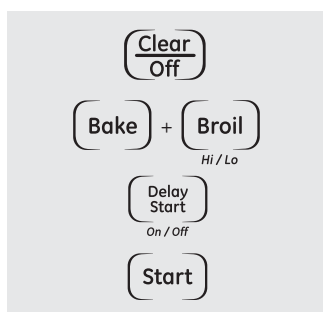 Clear
Off
Bake + Broil
Hi / Lo
Delay
Start
On / Off
Start